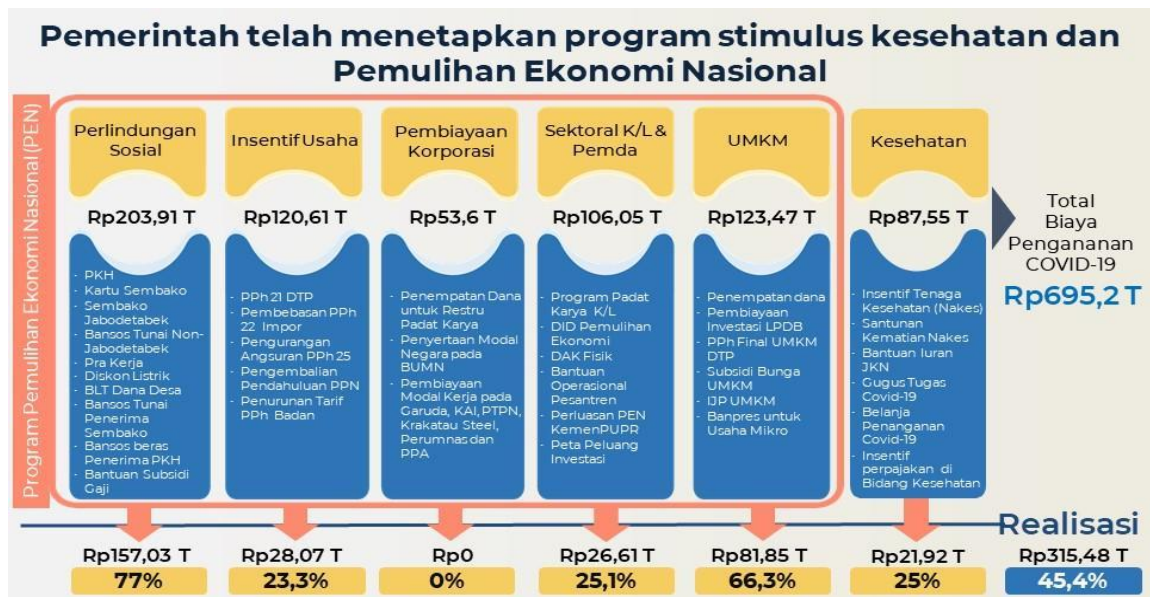 Pemerintah telah menetapkan program stimulus kesehatan dan
Pemulihan Ekonomi Nasional
Program Pemulihan Ekonomi Nasional (PEN)
Perlindungan
Sosial
Rp203,91 T
- PKH
- Kartu Sembako
- Sembako
Jabodetabek
- Bansos Tunai Non-
Jabodetabek
- Pra Kerja
- Diskon Listrik
- BLT Dana Desa
- Bansos Tunai
Penerima
Sembako
- Bansos beras
Penerima PKH
- Bantuan Subsidi
Gaji
Insentif Usaha
Rp120,61 T
- PPh 21 DTP
- Pembebasan PPh
22 Impor
- Pengurangan
Angsuran PPh 25
- Pengembalian
Pendahuluan PPN
- Penurunan Tarif
PPh Badan
Pembiayaan
Korporasi
Rp53,6 T
- Penempatan Dana
untuk Restru
Padat Karya
- Penyertaan Modal
Negara pada
BUMN
- Pembiayaan
Modal Kerja pada
Garuda, KAI, PTPN,
Krakatau Steel,
Perumnas dan
PPA
Sektoral K/L &
Pemda
Rp106,05 T
- Program Padat
Karya K/L
- DID Pemulihan
Ekonomi
- DAK Fisik
- Bantuan
Operasional
Pesantren
- Perluasan PEN
KemenPUPR
- Peta Peluang
Investasi
UMKM
Rp123,47 T
- Penempatan dana
- Pembiayaan
Investasi LPDB
- PPh Final UMKM
DTP
- Subsidi Bunga
UMKM
- IJP UMKM
- Banpres untuk
Usaha Mikro
Kesehatan
Rp87,55 T
- Insentif Tenaga
Kesehatan (Nakes)
- Santunan
Kematian Nakes
- Bantuan Iuran
JKN
- Gugus Tugas
Covid-19
- Belanja
Penanganan
Covid-19
- Insentif
perpajakan di
Bidang Kesehatan
Total
Biaya
Pengananan
COVID-19
Rp695,2 T
Realisasi
Rp157,03 T
77%
Rp28,07 T
23,3%
Rp0
0%
Rp26,61 T
25,1%
Rp81,85 T
66,3%
Rp21,92 T
25%
Rp315,48 T
45,4%